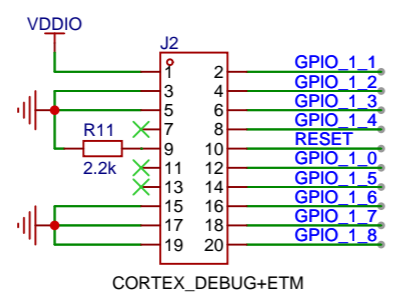 VDDIO
J2
1 2 GPIO_1_1
3 4 GPIO_1_2
5 6 GPIO_1_3
7 8 GPIO_1_4
R11 9 10 RESET
2.2k 11 12 GPIO_1_0
13 14 GPIO_1_5
15 16 GPIO_1_6
17 18 GPIO_1_7
19 20 GPIO_1_8
CORTEX_DEBUG+ETM